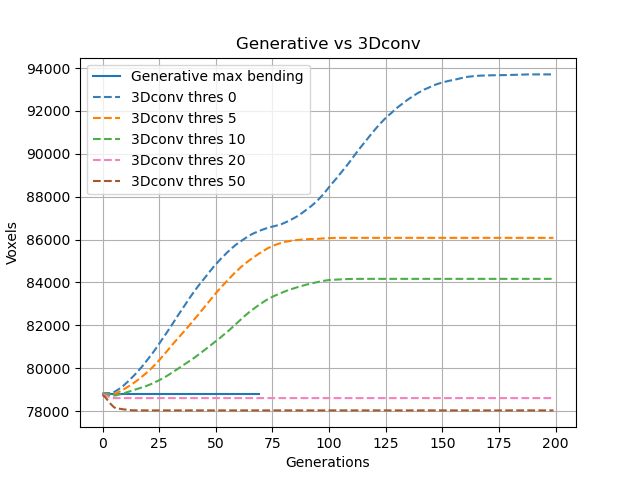 Generative vs 3Dconv
94000
92000
90000
88000
86000
84000
82000
80000
78000
Voxels
Generative max bending
3Dconv thres 0
3Dconv thres 5
3Dconv thres 10
3Dconv thres 20
3Dconv thres 50
0 25 50 75 100 125 150 175 200
Generations